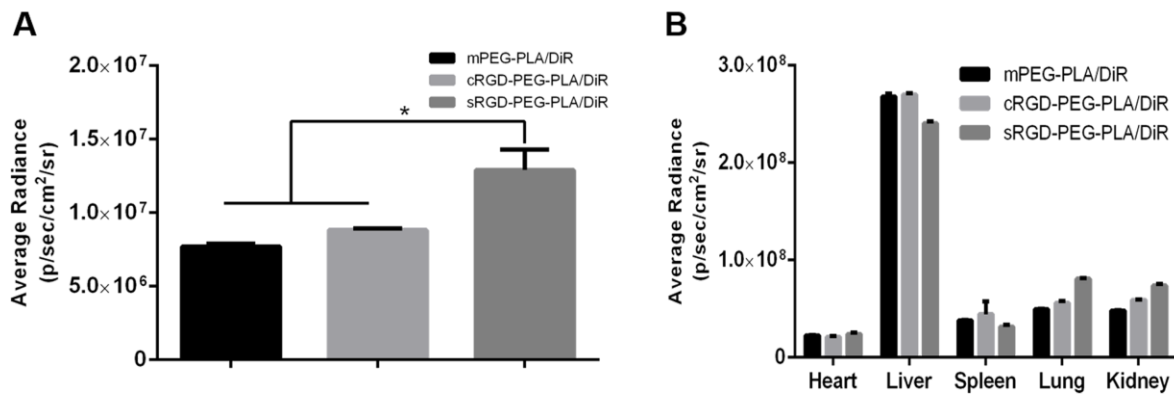 A
Average Radiance
(p/sec/cm²/sr)
2.0×10⁷
1.5×10⁷
1.0×10⁷
5.0×10⁶
0
mPEG-PLA/DiR
cRGD-PEG-PLA/DiR
sRGD-PEG-PLA/DiR
*
B
Average Radiance
(p/sec/cm²/sr)
3.0×10⁸
2.0×10⁸
1.0×10⁸
0
mPEG-PLA/DiR
cRGD-PEG-PLA/DiR
sRGD-PEG-PLA/DiR
Heart Liver Spleen Lung Kidney